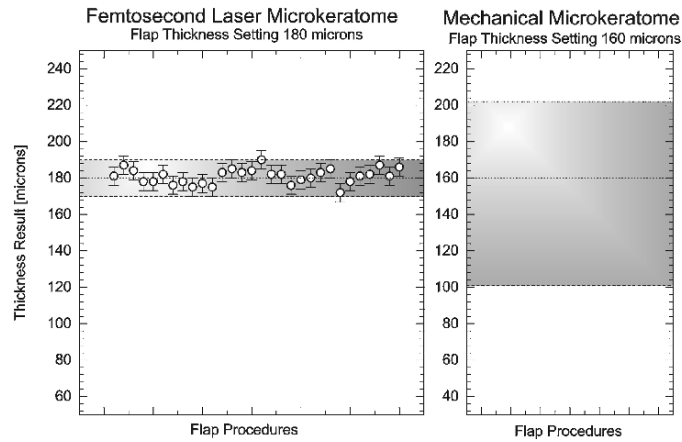 Femtosecond Laser Microkeratome
Flap Thickness Setting 180 microns
Mechanical Microkeratome
Flap Thickness Setting 160 microns
Thickness Result [microns]
240
220
200
180
160
140
120
100
80
60
Flap Procedures
220
200
180
160
140
120
100
80
60
40
Flap Procedures